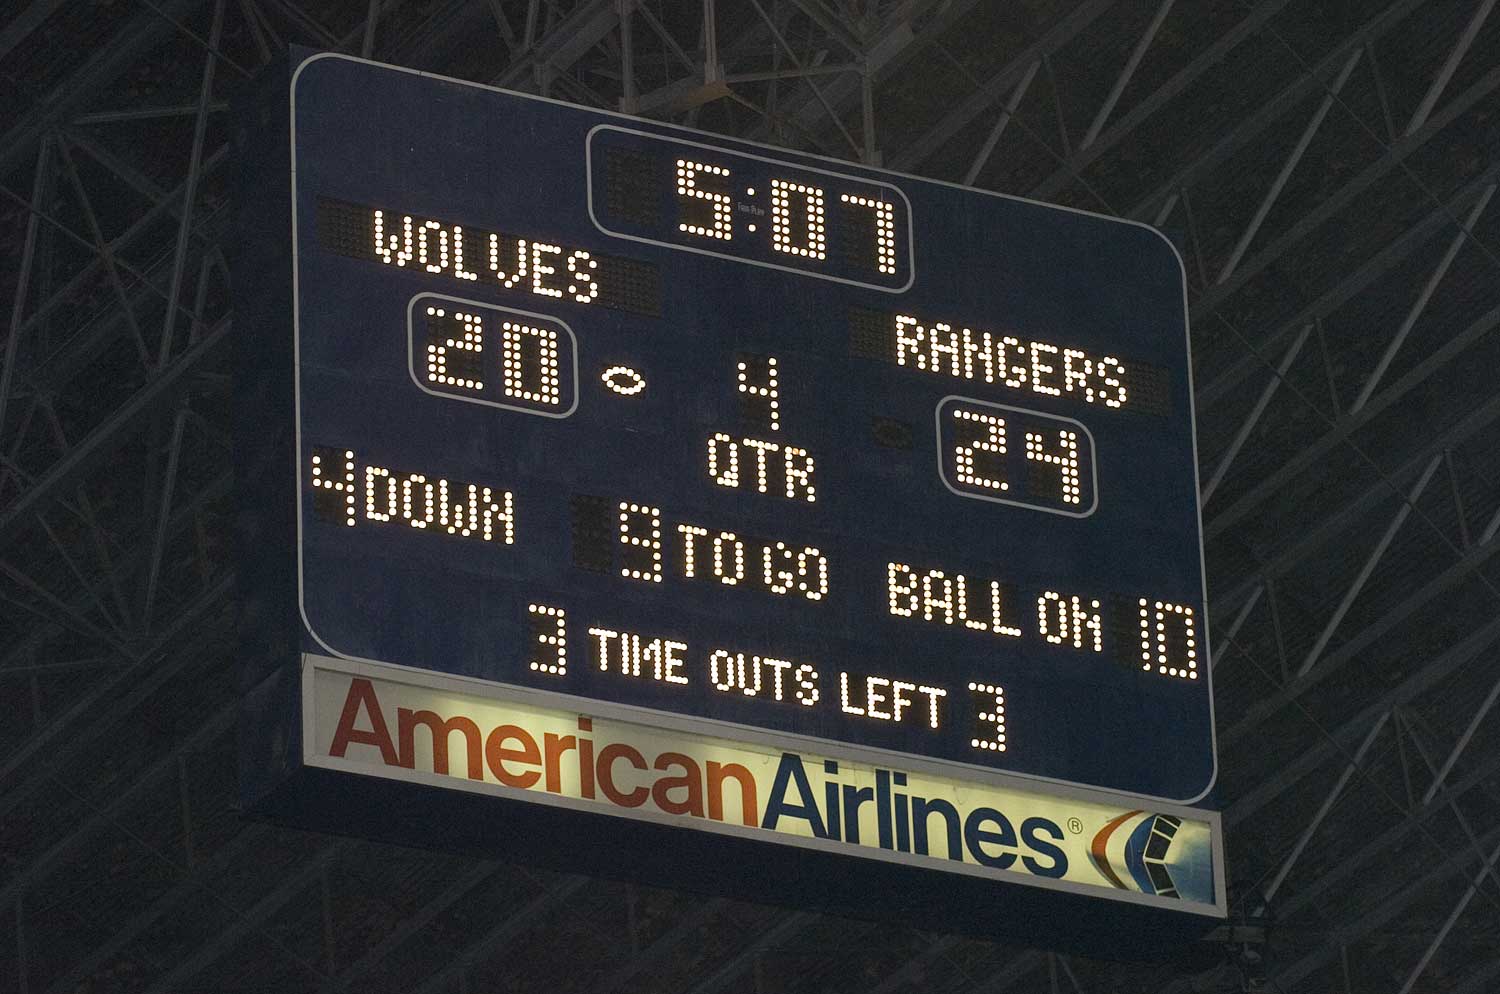 5:07
WOLVES
RANGERS
20
4
QTR
24
4 DOWN
9 TO GO
BALL ON 10
3 TIME OUTS LEFT 3
AmericanAirlines®